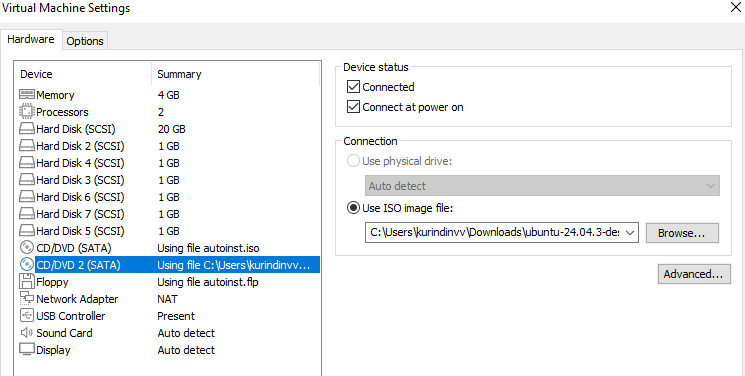 Virtual Machine Settings
Hardware Options
Device Summary
Memory 4 GB
Processors 2
Hard Disk (SCSI) 20 GB
Hard Disk 2 (SCSI) 1 GB
Hard Disk 4 (SCSI) 1 GB
Hard Disk 3 (SCSI) 1 GB
Hard Disk 6 (SCSI) 1 GB
Hard Disk 7 (SCSI) 1 GB
Hard Disk 5 (SCSI) 1 GB
CD/DVD (SATA) Using file autoinst.iso
CD/DVD 2 (SATA) Using file C:\Users\kurindinvv...
Floppy Using file autoinst.flp
Network Adapter NAT
USB Controller Present
Sound Card Auto detect
Display Auto detect
Device status
Connected
Connect at power on
Connection
Use physical drive:
Auto detect
Use ISO image file:
C:\Users\kurindinvv\Downloads\ubuntu-24.04.3-des Browse...
Advanced...